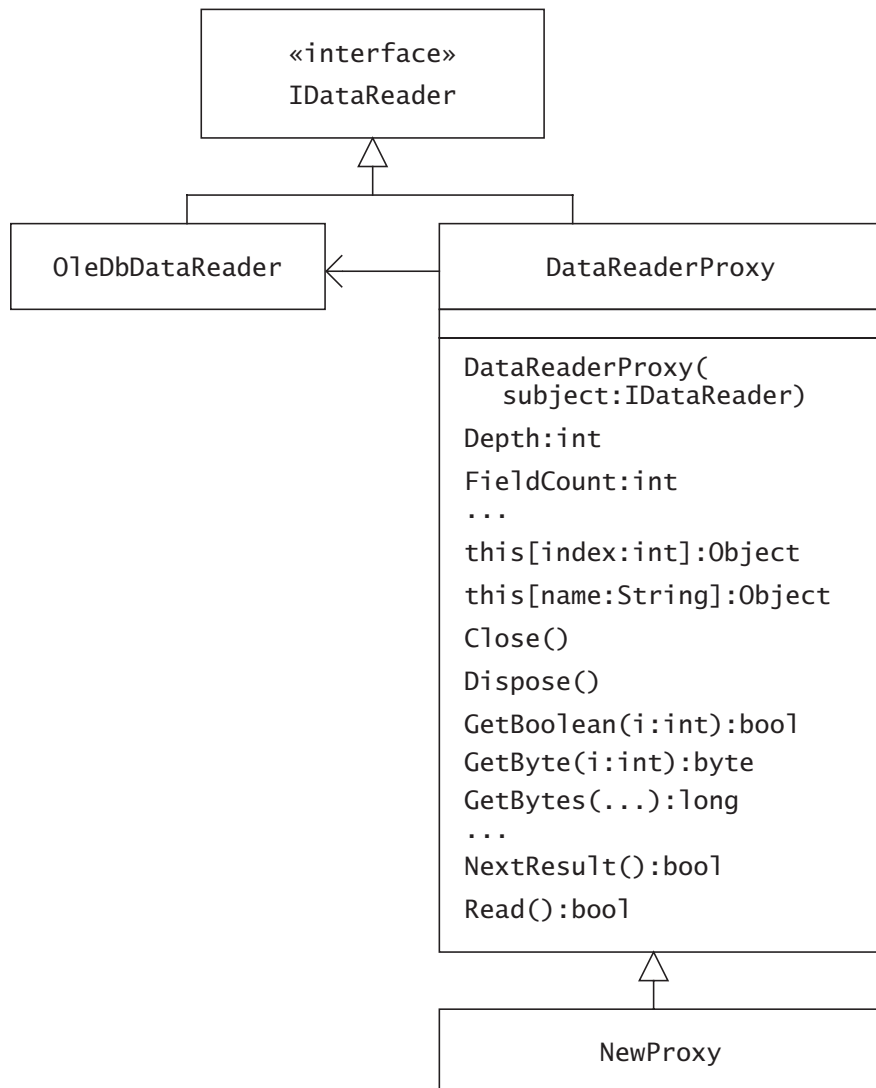 «interface»
IDataReader
OleDbDataReader
DataReaderProxy
DataReaderProxy(
subject:IDataReader)
Depth:int
FieldCount:int
...
this[index:int]:Object
this[name:String]:Object
Close()
Dispose()
GetBoolean(i:int):bool
GetByte(i:int):byte
GetBytes(...):long
...
NextResult():bool
Read():bool
NewProxy